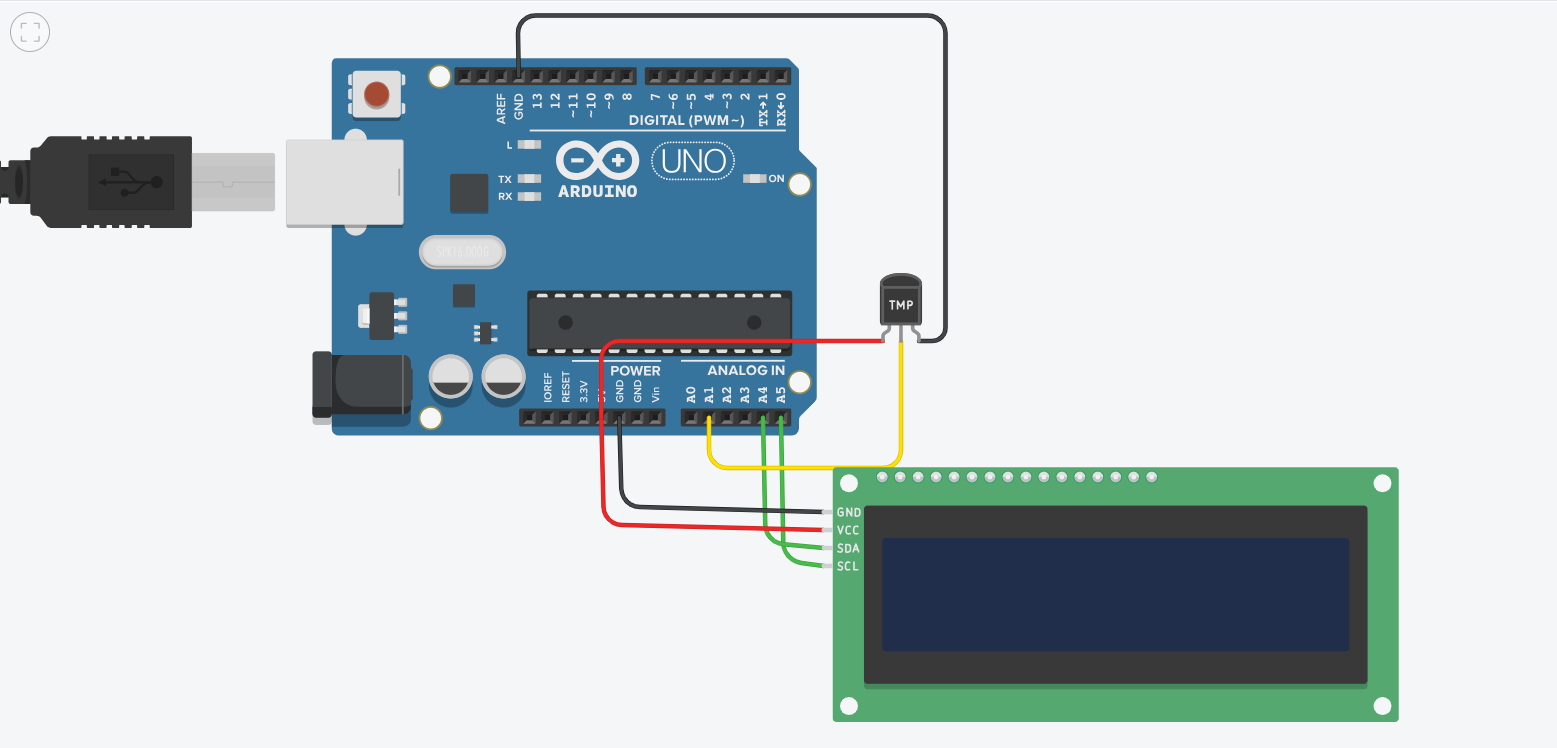 AREF
GND
13
12
~11
~10
~9
8
7
~6
~5
4
~3
2
TX→1
RX←0
DIGITAL (PWM~)
L
TX
RX
ARDUINO
UNO
ON
TMP
POWER
ANALOG IN
IOREF
RESET
3.3V
GND
GND
Vin
A0
A1
A2
A3
A4
A5
GND
VCC
SDA
SCL